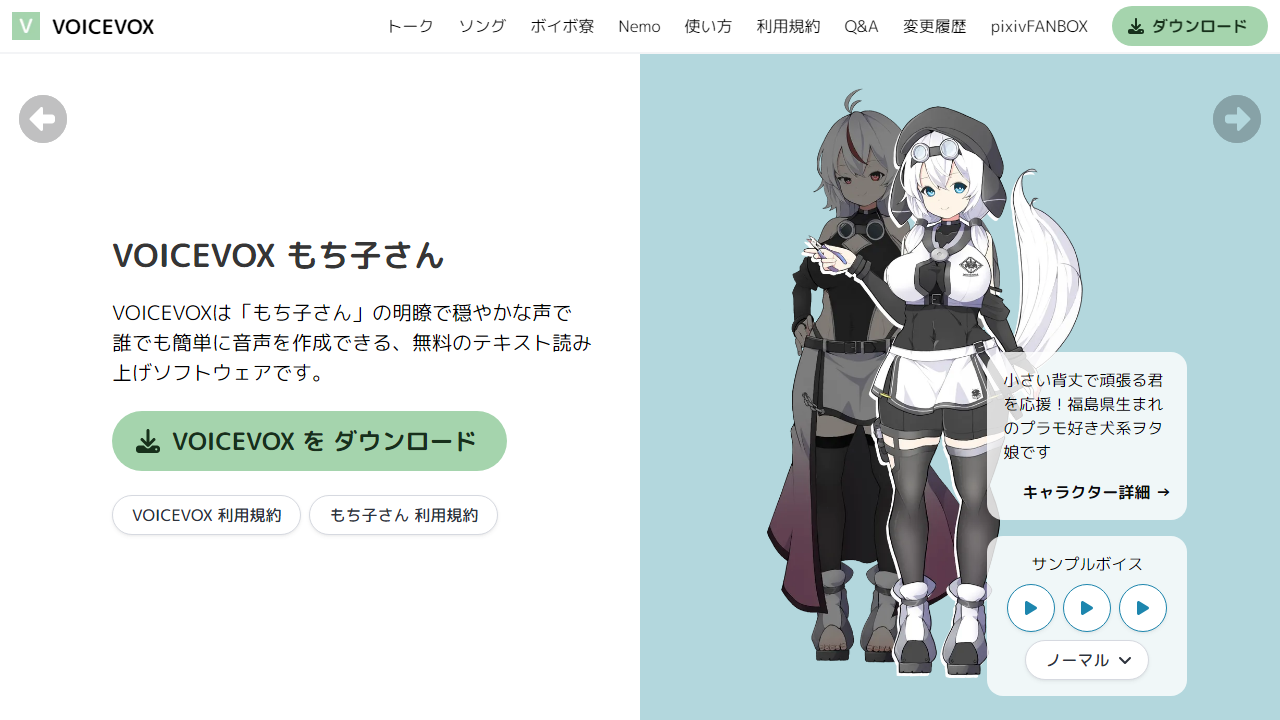 V VOICEVOX
トーク ソング ボイボ寮 Nemo 使い方 利用規約 Q&A 変更履歴 pixivFANBOX ダウンロード
VOICEVOX もち子さん
VOICEVOXは「もち子さん」の明瞭で穏やかな声で
誰でも簡単に音声を作成できる、無料のテキスト読み
上げソフトウェアです。
VOICEVOX を ダウンロード
VOICEVOX 利用規約 もち子さん 利用規約
小さい背丈で頑張る君
を応援！福島県生まれ
のプラモ好き犬系ヲタ
娘です
キャラクター詳細 →
サンプルボイス
ノーマル